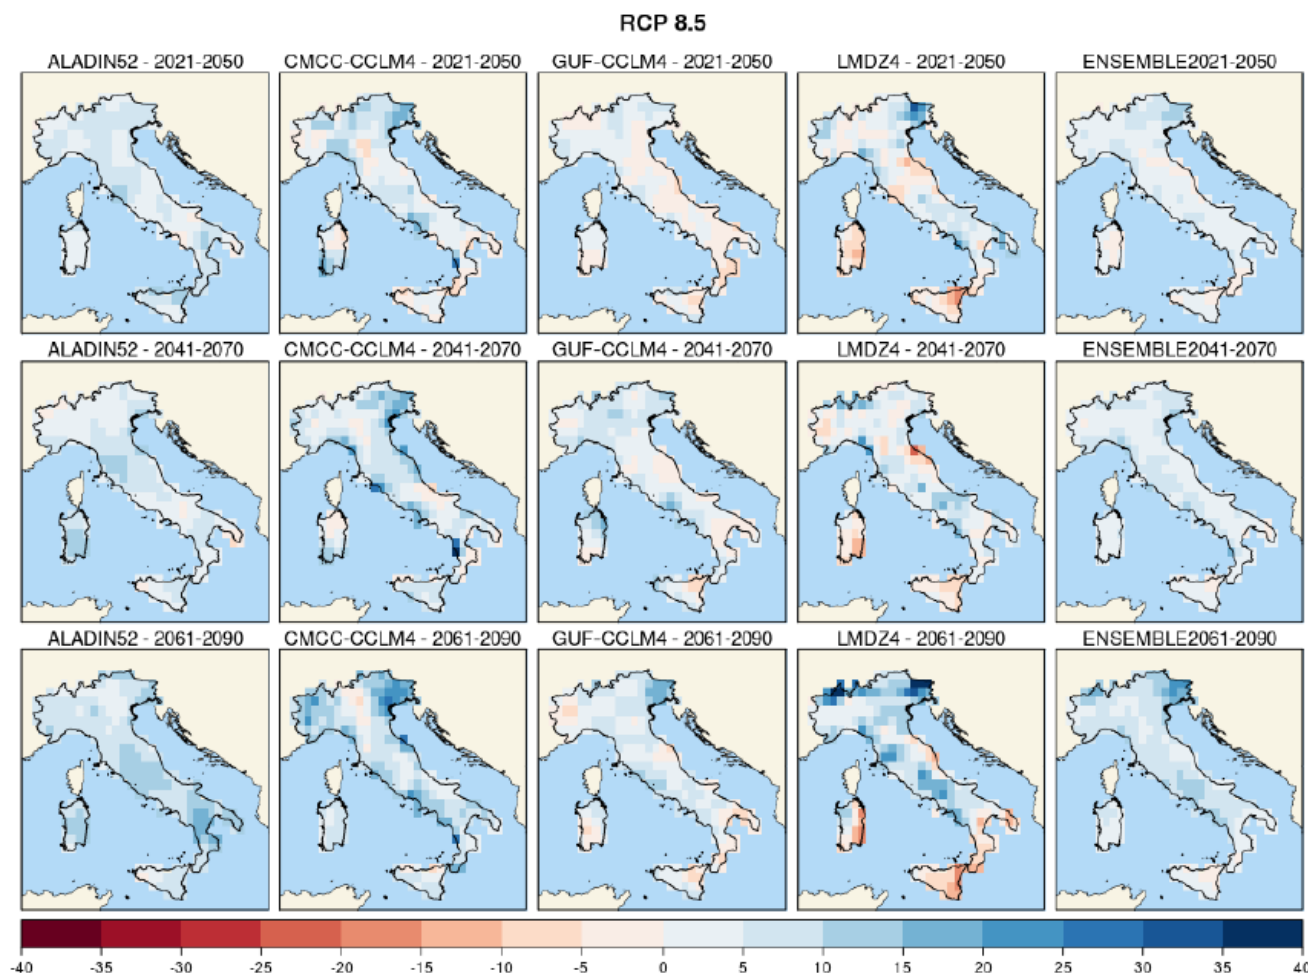 RCP 8.5
ALADIN52 - 2021-2050 CMCC-CCLM4 - 2021-2050 GUF-CCLM4 - 2021-2050 LMDZ4 - 2021-2050 ENSEMBLE2021-2050
ALADIN52 - 2041-2070 CMCC-CCLM4 - 2041-2070 GUF-CCLM4 - 2041-2070 LMDZ4 - 2041-2070 ENSEMBLE2041-2070
ALADIN52 - 2061-2090 CMCC-CCLM4 - 2061-2090 GUF-CCLM4 - 2061-2090 LMDZ4 - 2061-2090 ENSEMBLE2061-2090
-40 -35 -30 -25 -20 -15 -10 -5 0 5 10 15 20 25 30 35 40